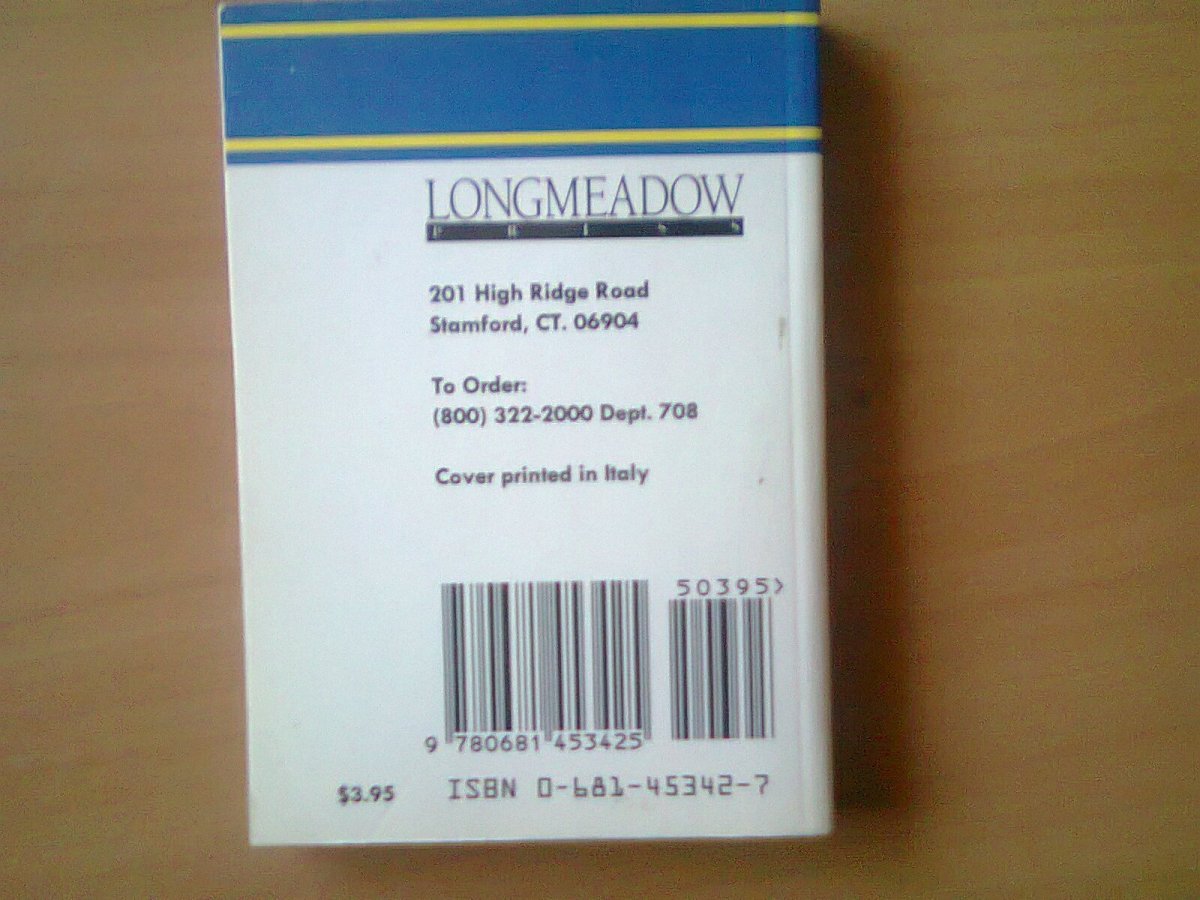 LONGMEADOW
PRESS
201 High Ridge Road
Stamford, CT. 06904
To Order:
(800) 322-2000 Dept. 708
Cover printed in Italy
50395>
9 780681 453425
$3.95 ISBN 0-681-45342-7